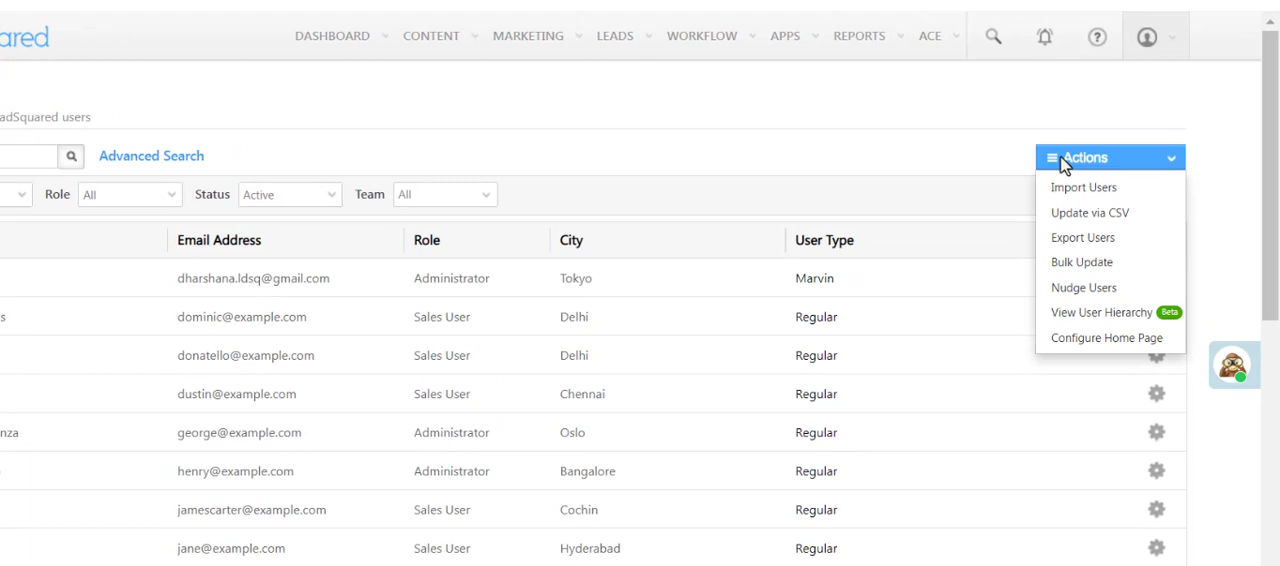 ared
DASHBOARD CONTENT MARKETING LEADS WORKFLOW APPS REPORTS ACE
adSquared users
Advanced Search
Actions
Import Users
Update via CSV
Export Users
Bulk Update
Nudge Users
View User Hierarchy Beta
Configure Home Page
Role All Status Active Team All
Email Address Role City User Type
dharshana.ldsq@gmail.com Administrator Tokyo Marvin
s dominic@example.com Sales User Delhi Regular
donatello@example.com Sales User Delhi Regular
dustin@example.com Sales User Chennai Regular
nza george@example.com Administrator Oslo Regular
henry@example.com Administrator Bangalore Regular
jamescarter@example.com Sales User Cochin Regular
jane@example.com Sales User Hyderabad Regular